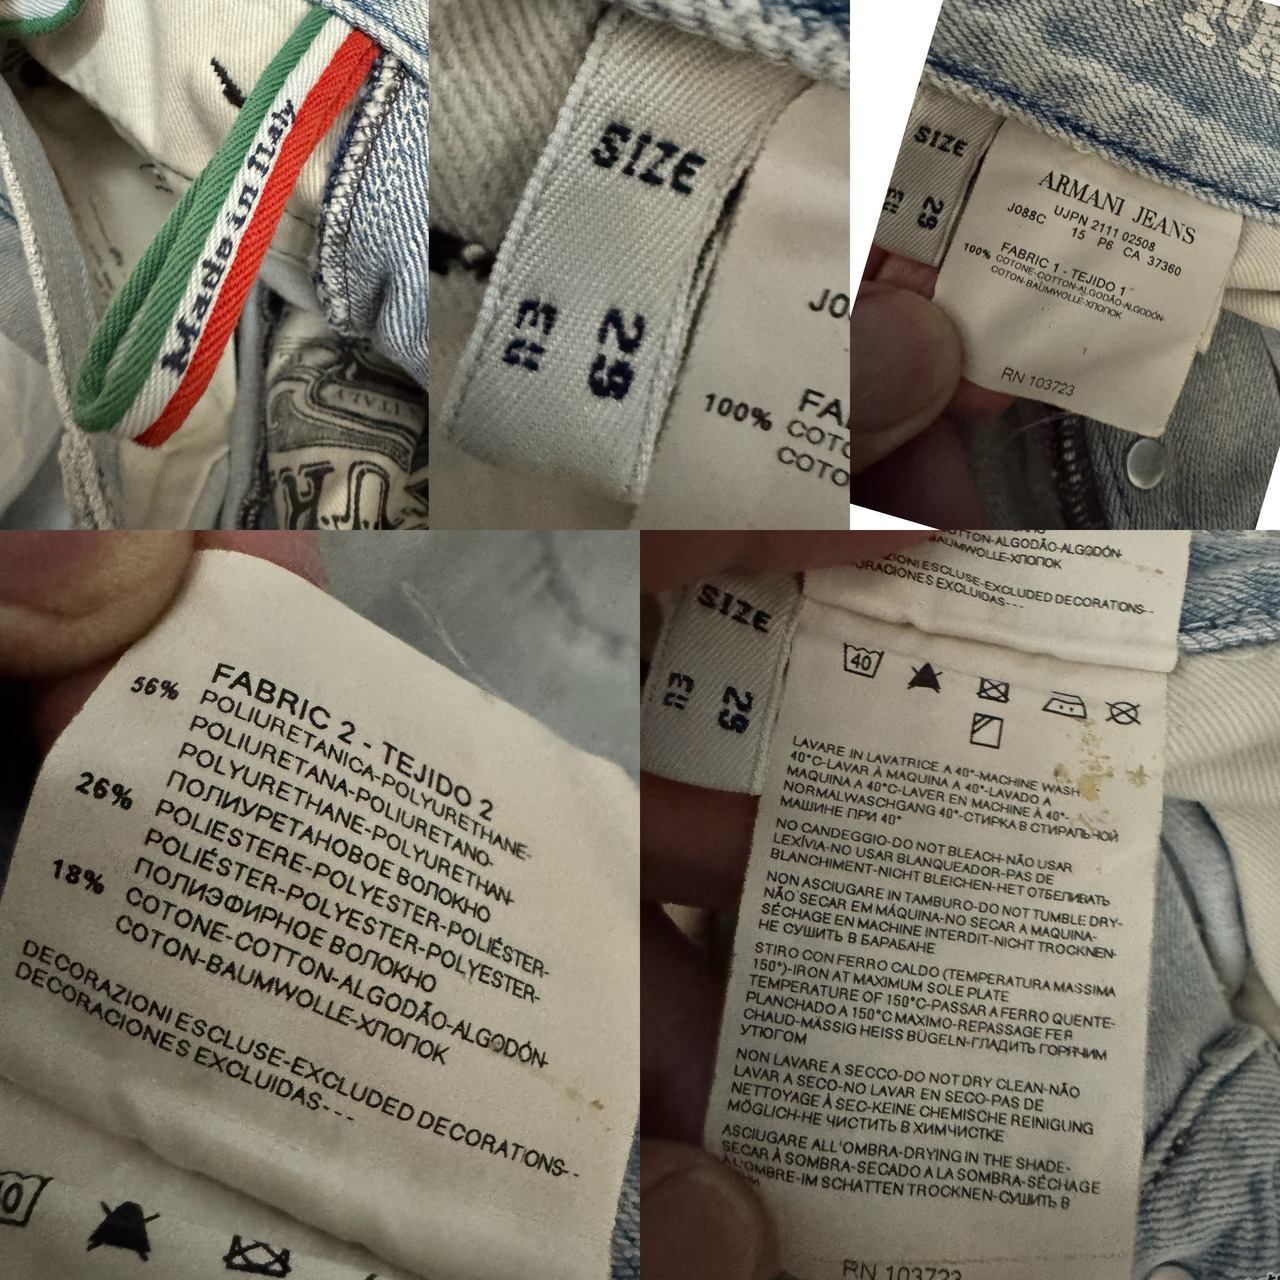 Made in Italy
ITALY
SIZE
EU 29
JO
100%
FA
COTO
COTO
SIZE
EU 29
ARMANI JEANS
UJPN 2111 02508
J088C 15 P6 CA 37360
FABRIC 1 - TEJIDO 1
100% COTONE-COTTON-ALGODÃO-ALGODÓN-
COTON-BAUMWOLLE-ХЛОПОК
RN 103723
FABRIC 2 - TEJIDO 2
56% POLIURETANICA-POLYURETHANE-
POLIURETANA-POLIURETANO-
POLYURETHANE-POLYURETHAN-
ПОЛИУРЕТАНОВОЕ ВОЛОКНО
26% POLIESTERE-POLYESTER-POLIÉSTER-
POLIÉSTER-POLYESTER-POLYESTER-
ПОЛИЭФИРНОЕ ВОЛОКНО
18% COTONE-COTTON-ALGODÃO-ALGODÓN-
COTON-BAUMWOLLE-ХЛОПОК
DECORAZIONI ESCLUSE-EXCLUDED DECORATIONS--
DECORACIONES EXCLUIDAS---
40
OTTON-ALGODÃO-ALGODÓN-
BAUMWOLLE-ХЛОПОК
ZIONI ESCLUSE-EXCLUDED DECORATIONS--
ORACIONES EXCLUIDAS---
SIZE
EU 29
40
LAVARE IN LAVATRICE A 40°-MACHINE WASH
40°C-LAVAR À MAQUINA A 40°-LAVADO A
MAQUINA A 40°C-LAVER EN MACHINE À 40°-
NORMALWASCHGANG 40°-СТИРКА В СТИРАЛЬНОЙ
МАШИНЕ ПРИ 40°
NO CANDEGGIO-DO NOT BLEACH-NÃO USAR
LEXÍVIA-NO USAR BLANQUEADOR-PAS DE
BLANCHIMENT-NICHT BLEICHEN-НЕТ ОТБЕЛИВАТЬ
NON ASCIUGARE IN TAMBURO-DO NOT TUMBLE DRY-
NÃO SECAR EM MÁQUINA-NO SECAR A MAQUINA-
SÉCHAGE EN MACHINE INTERDIT-NICHT TROCKNEN-
НЕ СУШИТЬ В БАРАБАНЕ
STIRO CON FERRO CALDO (TEMPERATURA MASSIMA
150°)-IRON AT MAXIMUM SOLE PLATE
TEMPERATURE OF 150°C-PASSAR A FERRO QUENTE-
PLANCHADO A 150°C MAXIMO-REPASSAGE FER
CHAUD-MÄSSIG HEISS BÜGELN-ГЛАДИТЬ ГОРЯЧИМ
УТЮГОМ
NON LAVARE A SECCO-DO NOT DRY CLEAN-NÃO
LAVAR A SECO-NO LAVAR EN SECO-PAS DE
NETTOYAGE À SEC-KEINE CHEMISCHE REINIGUNG
MÖGLICH-НЕ ЧИСТИТЬ В ХИМЧИСТКЕ
ASCIUGARE ALL'OMBRA-DRYING IN THE SHADE-
SECAR À SOMBRA-SECADO A LA SOMBRA-SÉCHAGE
À L'OMBRE-IM SCHATTEN TROCKNEN-СУШИТЬ В
RN 103723